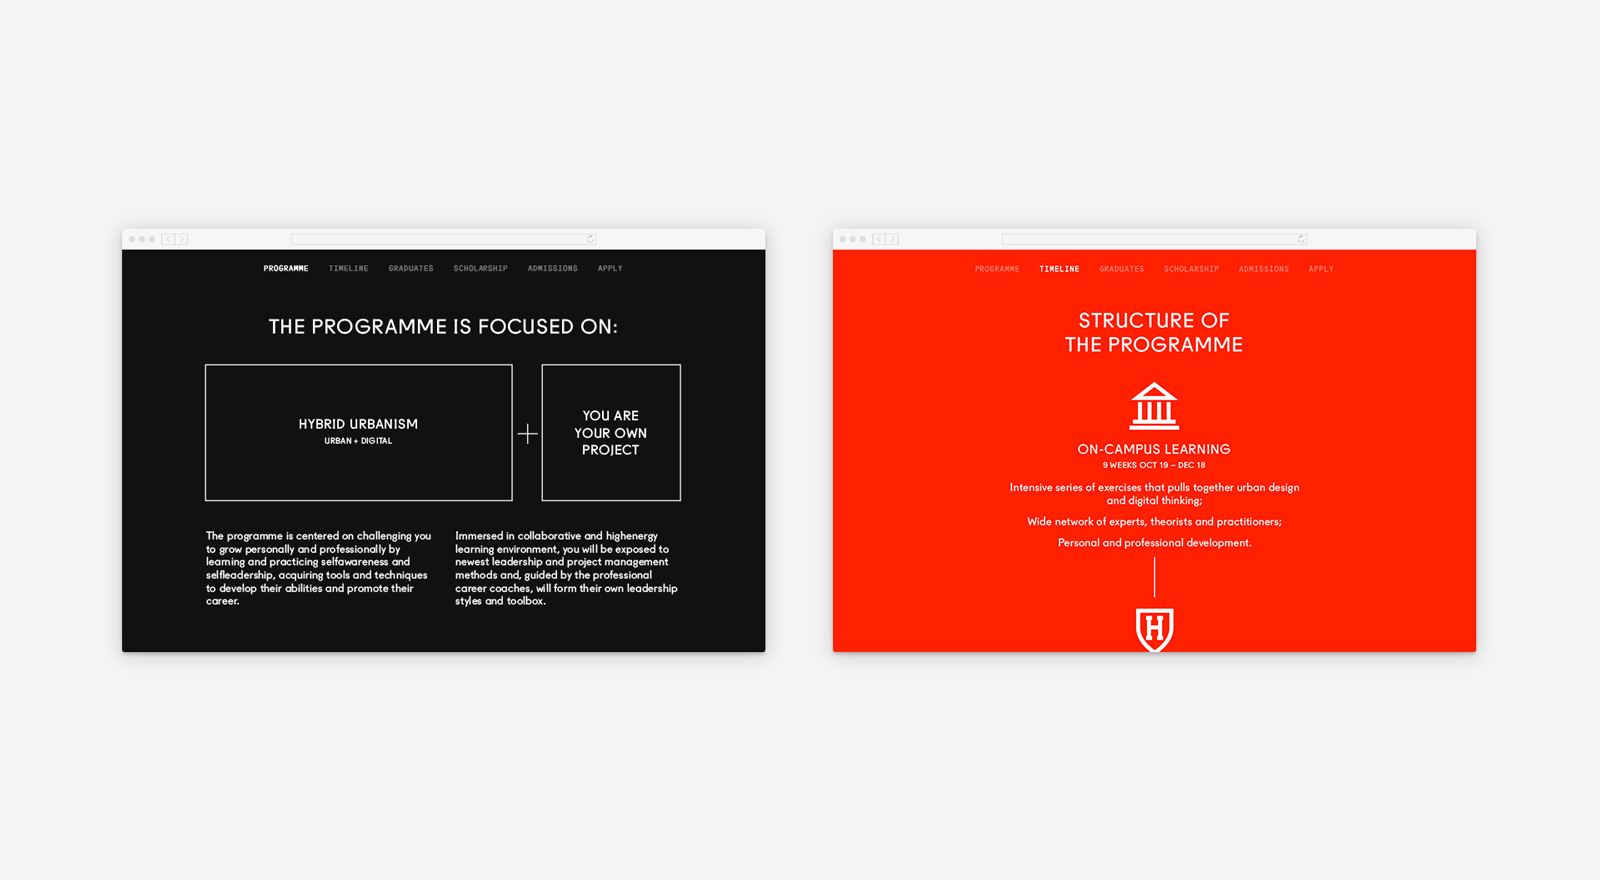 PROGRAMME TIMELINE GRADUATES SCHOLARSHIP ADMISSIONS APPLY
THE PROGRAMME IS FOCUSED ON:
HYBRID URBANISM
URBAN + DIGITAL
+
YOU ARE
YOUR OWN
PROJECT
The programme is centered on challenging you
to grow personally and professionally by
learning and practicing selfawareness and
selfleadership, acquiring tools and techniques
to develop their abilities and promote their
career.
Immersed in collaborative and highenergy
learning environment, you will be exposed to
newest leadership and project management
methods and, guided by the professional
career coaches, will form their own leadership
styles and toolbox.
PROGRAMME TIMELINE GRADUATES SCHOLARSHIP ADMISSIONS APPLY
STRUCTURE OF
THE PROGRAMME
ON-CAMPUS LEARNING
9 WEEKS OCT 19 – DEC 18
Intensive series of exercises that pulls together urban design
and digital thinking;
Wide network of experts, theorists and practitioners;
Personal and professional development.
H